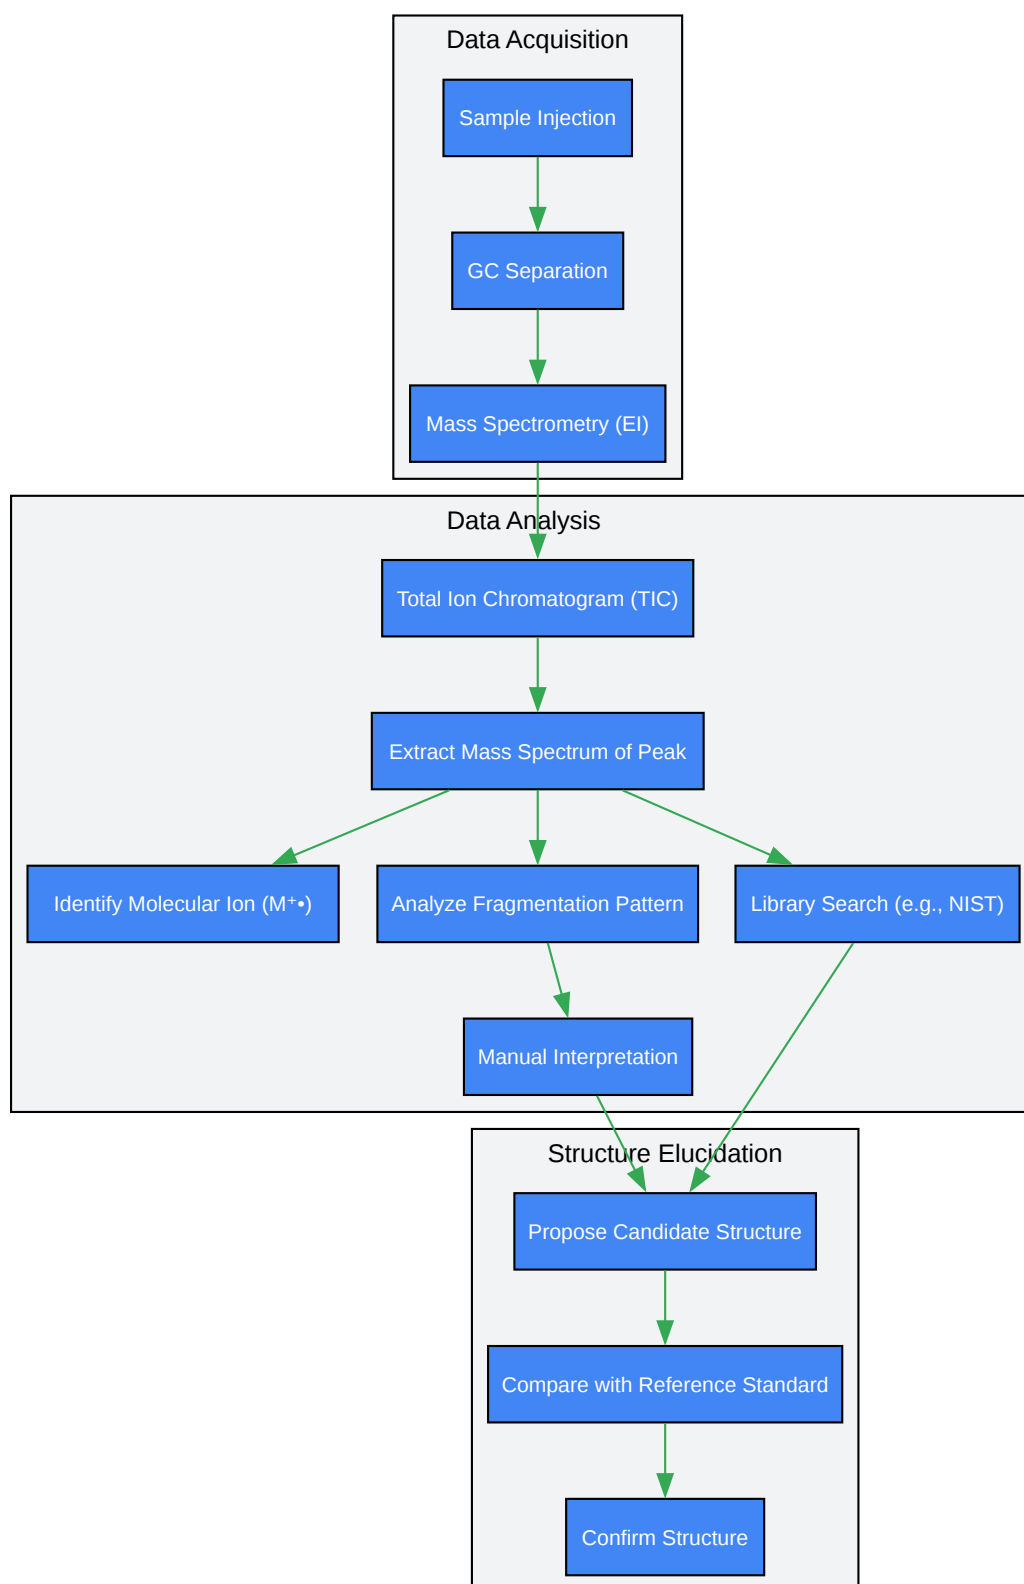 Data Acquisition
Sample Injection
GC Separation
Mass Spectrometry (EI)
Data Analysis
Total Ion Chromatogram (TIC)
Extract Mass Spectrum of Peak
Identify Molecular Ion (M⁺•)
Analyze Fragmentation Pattern
Library Search (e.g., NIST)
Manual Interpretation
Structure Elucidation
Propose Candidate Structure
Compare with Reference Standard
Confirm Structure